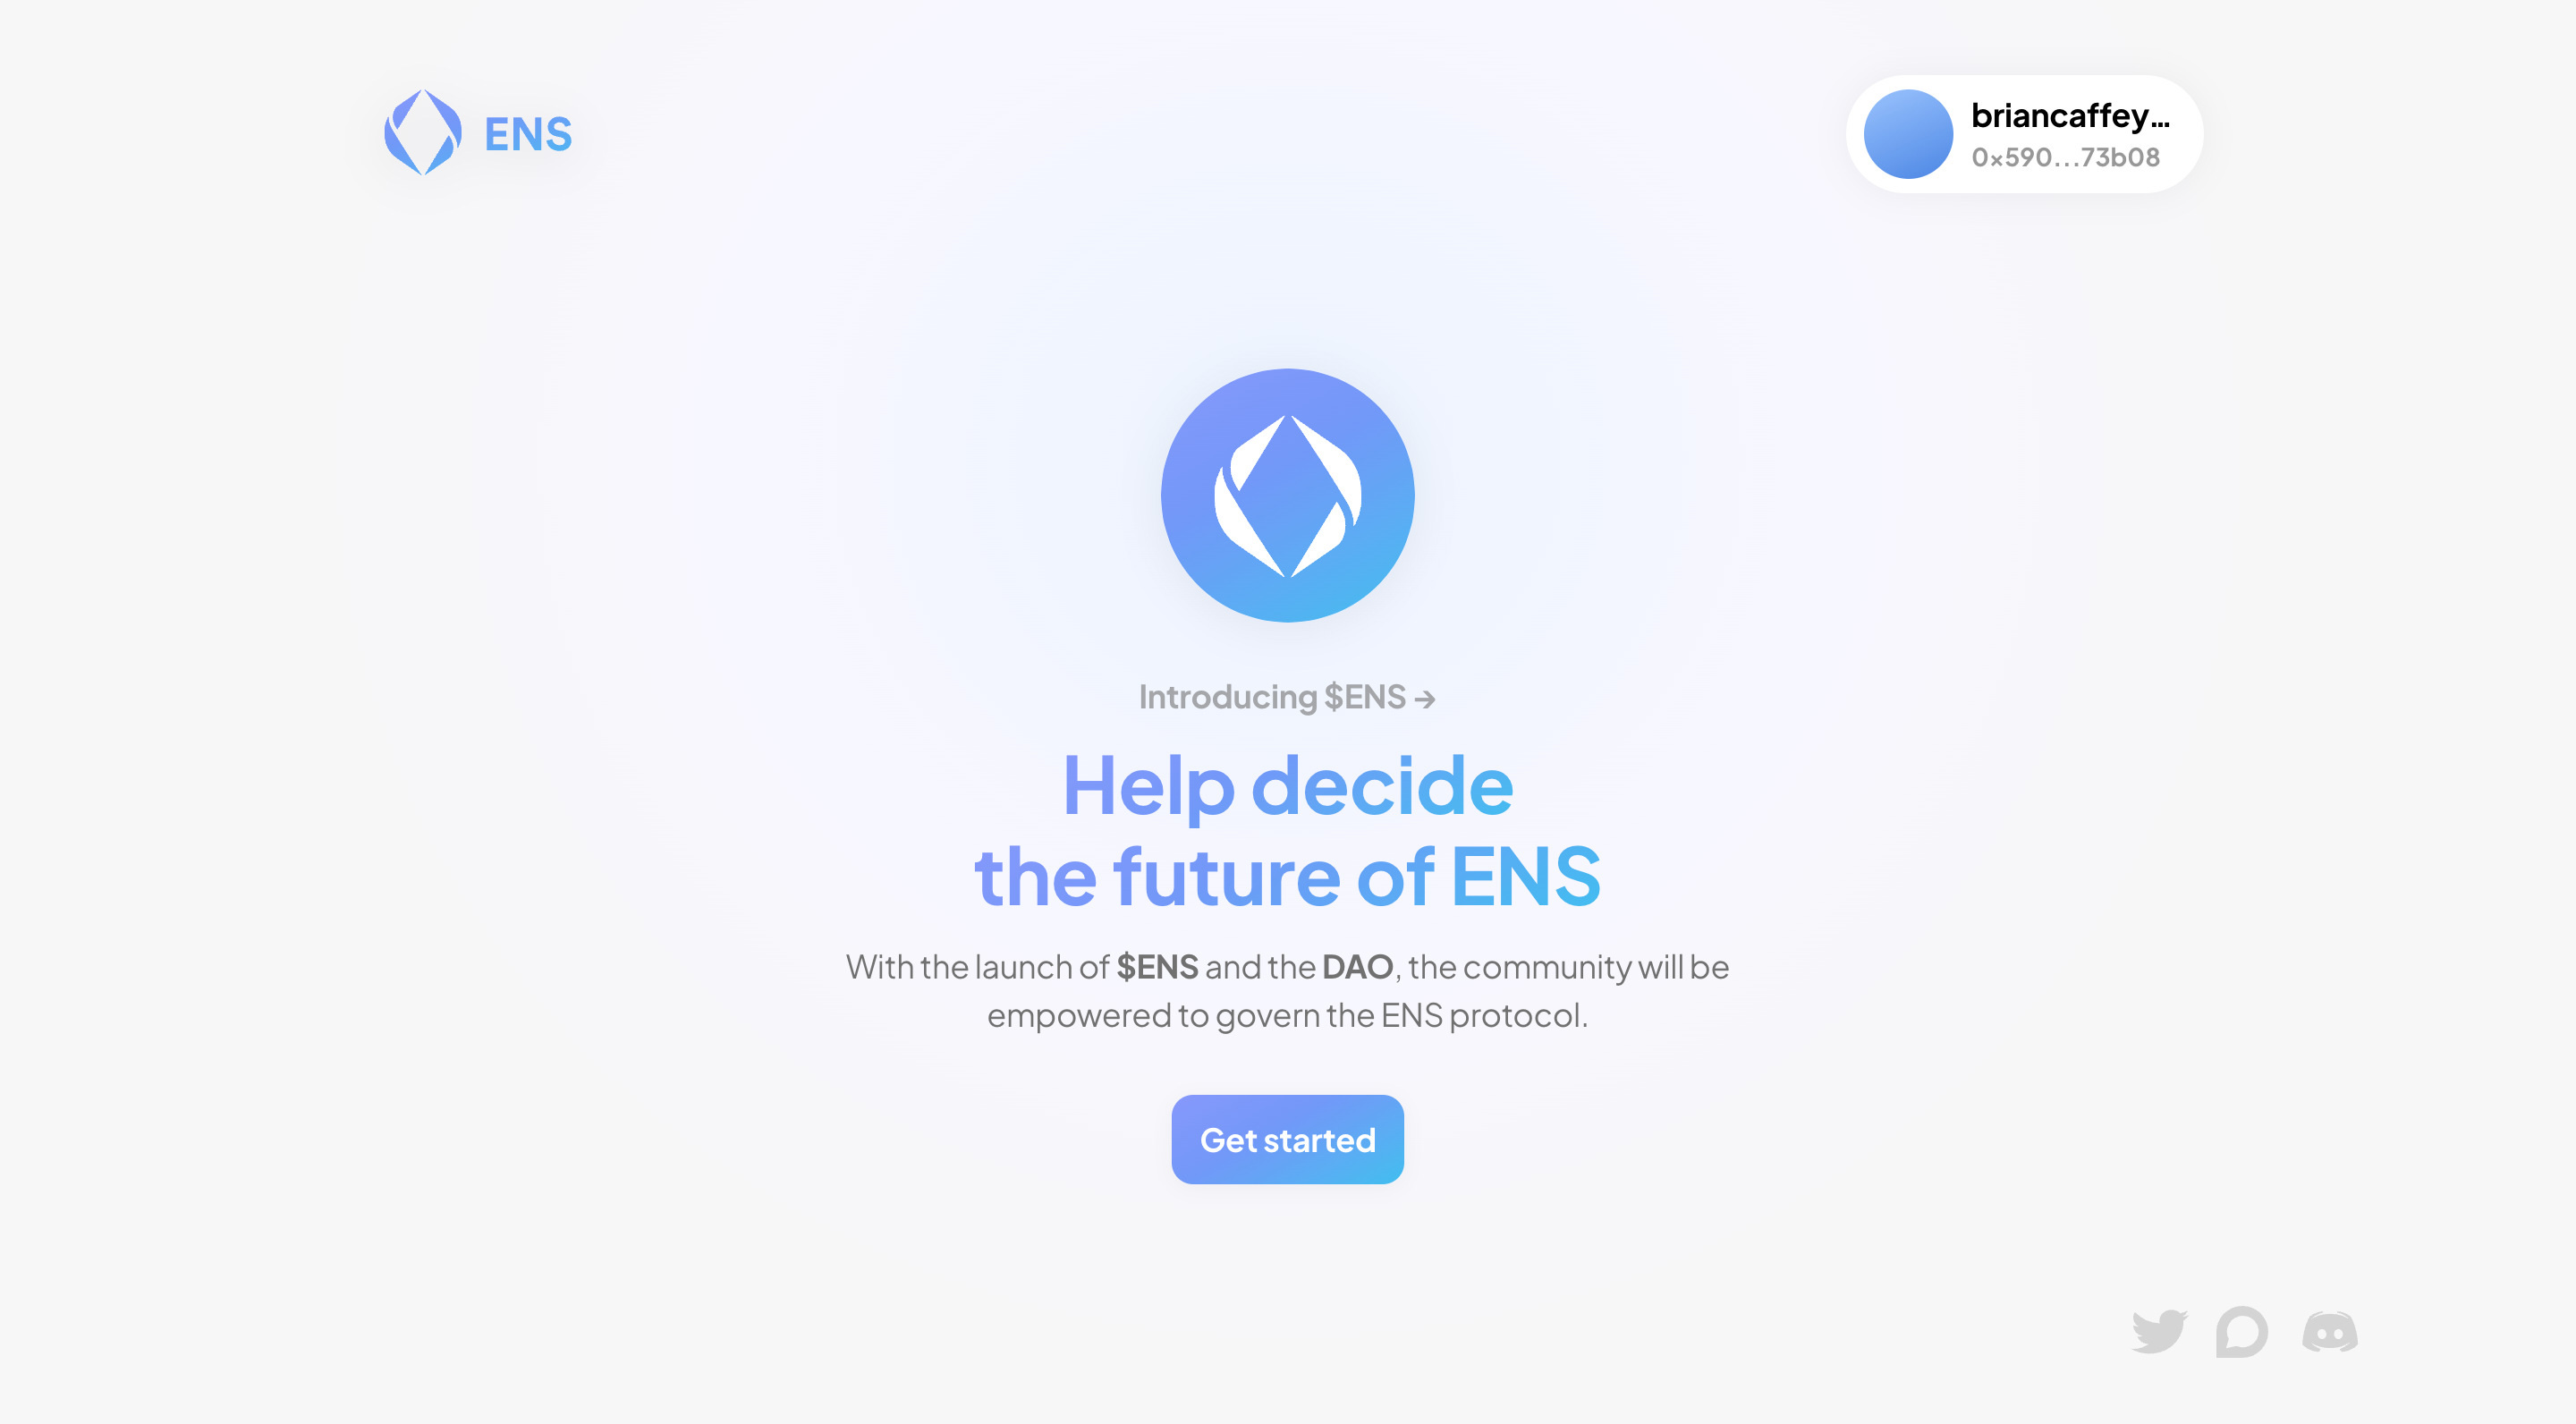 ENS
briancaffey...
0x590...73b08
Introducing $ENS →
Help decide
the future of ENS
With the launch of $ENS and the DAO, the community will be
empowered to govern the ENS protocol.
Get started